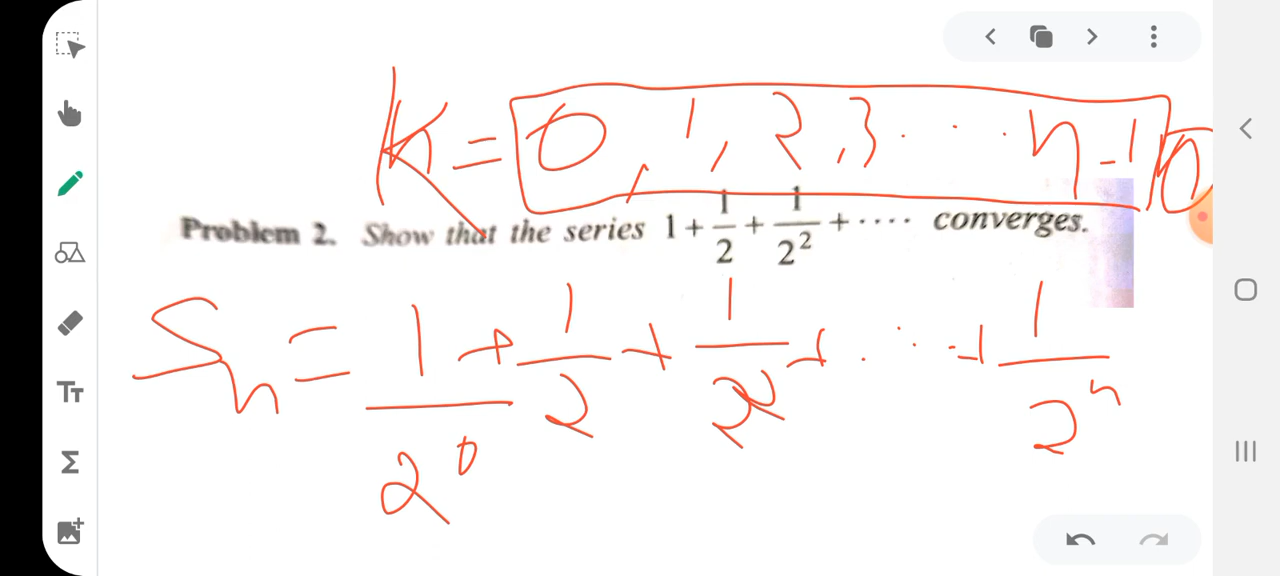 K = 0, 1, 2, 3 . . . n-1, n
Problem 2. Show that the series 1 + 1/2 + 1/2² + ···· converges.
Sn = 1/2⁰ + 1/2 + 1/2² + . . . + 1/2ⁿ
TT
Σ